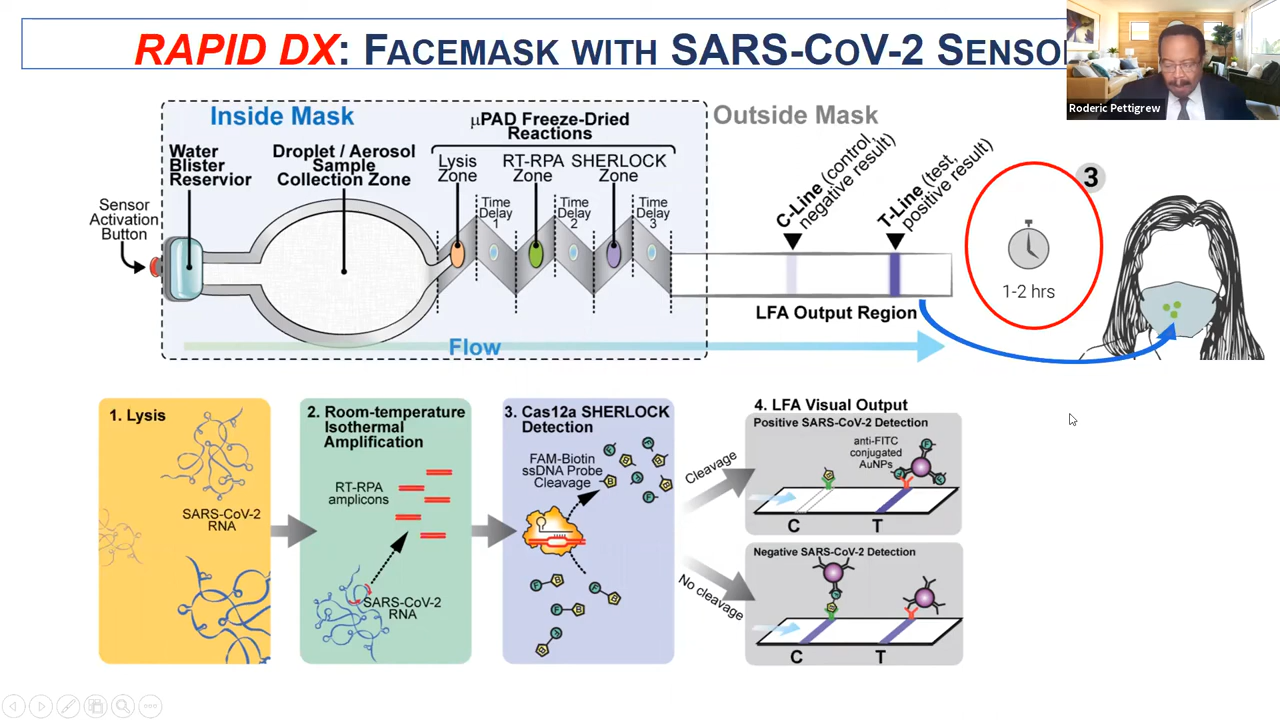 RAPID DX: FACEMASK WITH SARS-COV-2 SENSOR
Roderic Pettigrew
Inside Mask
Outside Mask
μPAD Freeze-Dried
Reactions
Water
Blister
Reservior
Droplet / Aerosol
Sample
Collection Zone
Lysis
Zone
RT-RPA
Zone
SHERLOCK
Zone
Time
Delay
1
Time
Delay
2
Time
Delay
3
Sensor
Activation
Button
C-Line (control,
negative result)
T-Line (test,
positive result)
3
1-2 hrs
LFA Output Region
Flow
1. Lysis
SARS-CoV-2
RNA
2. Room-temperature
Isothermal
Amplification
RT-RPA
amplicons
SARS-CoV-2
RNA
3. Cas12a SHERLOCK
Detection
FAM-Biotin
ssDNA Probe
Cleavage
Cleavage
No cleavage
4. LFA Visual Output
Positive SARS-CoV-2 Detection
anti-FITC
conjugated
AuNPs
C
T
Negative SARS-CoV-2 Detection
C
T